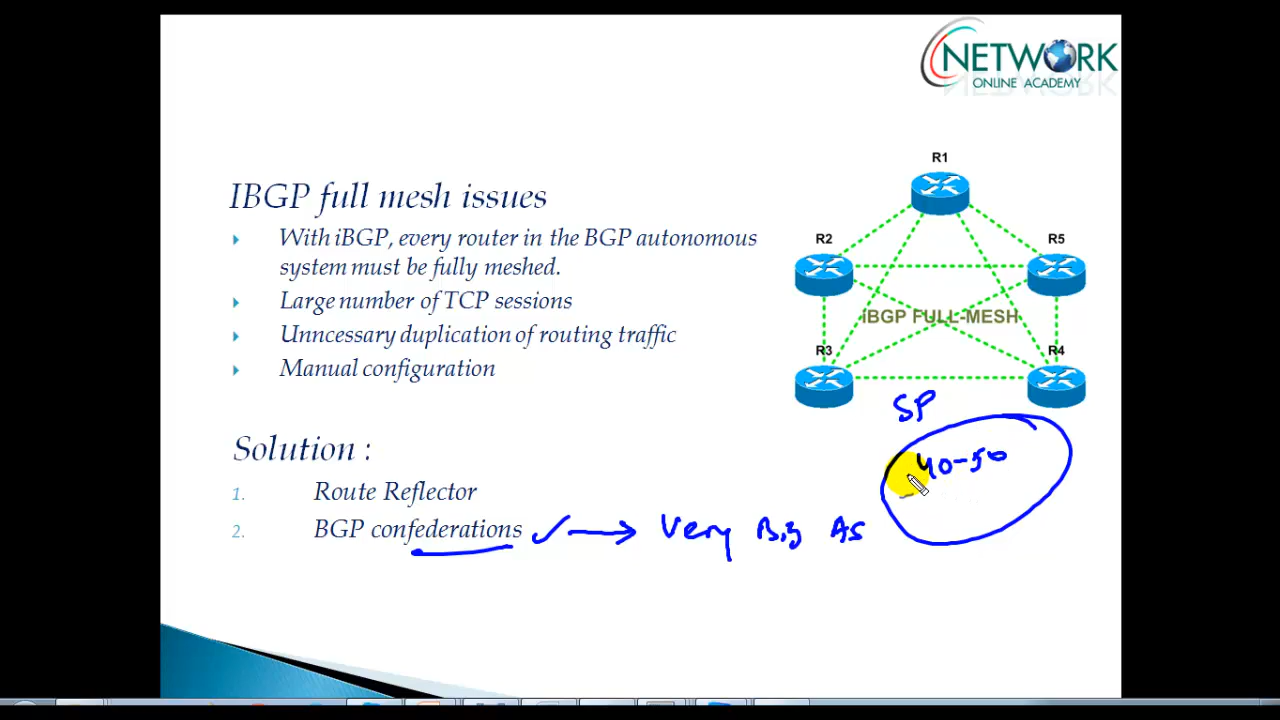 NETWORK
ONLINE ACADEMY
R1
IBGP full mesh issues
With iBGP, every router in the BGP autonomous
system must be fully meshed.
Large number of TCP sessions
Unncessary duplication of routing traffic
Manual configuration
R2
R5
iBGP FULL-MESH
R3
R4
SP
40-50
Solution :
1. Route Reflector
2. BGP confederations → Very Big AS